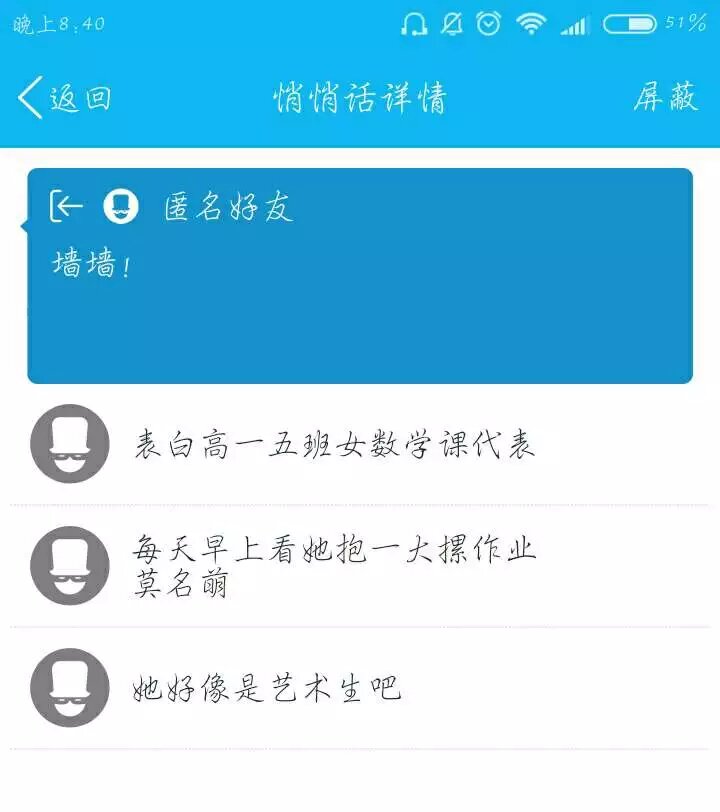 晚上8:40
51%
返回
悄悄话详情
屏蔽
匿名好友
墙墙!
表白高一五班女数学课代表
每天早上看她抱一大摞作业
莫名萌
她好像是艺术生吧